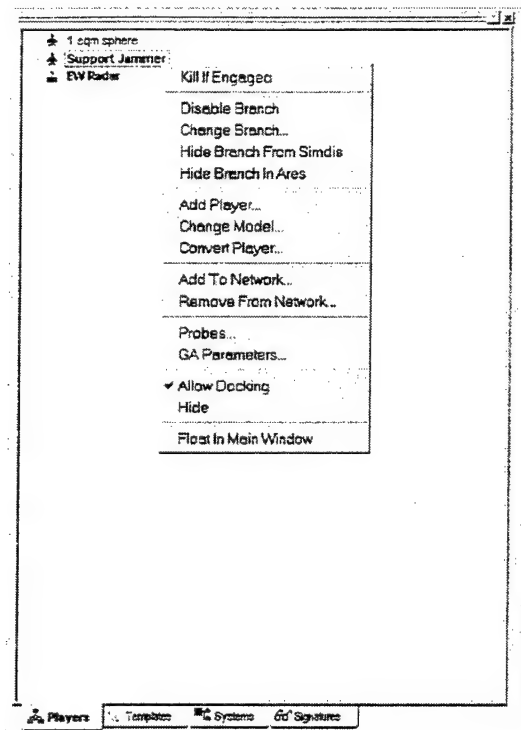 1 sqm sphere
Support Jammer
EW Radar
Kill If Engaged
Disable Branch
Change Branch...
Hide Branch From Simdis
Hide Branch In Ares
Add Player...
Change Model...
Convert Player...
Add To Network...
Remove From Network...
Probes...
GA Parameters...
Allow Docking
Hide
Float In Main Window
Players Templates Systems Signatures